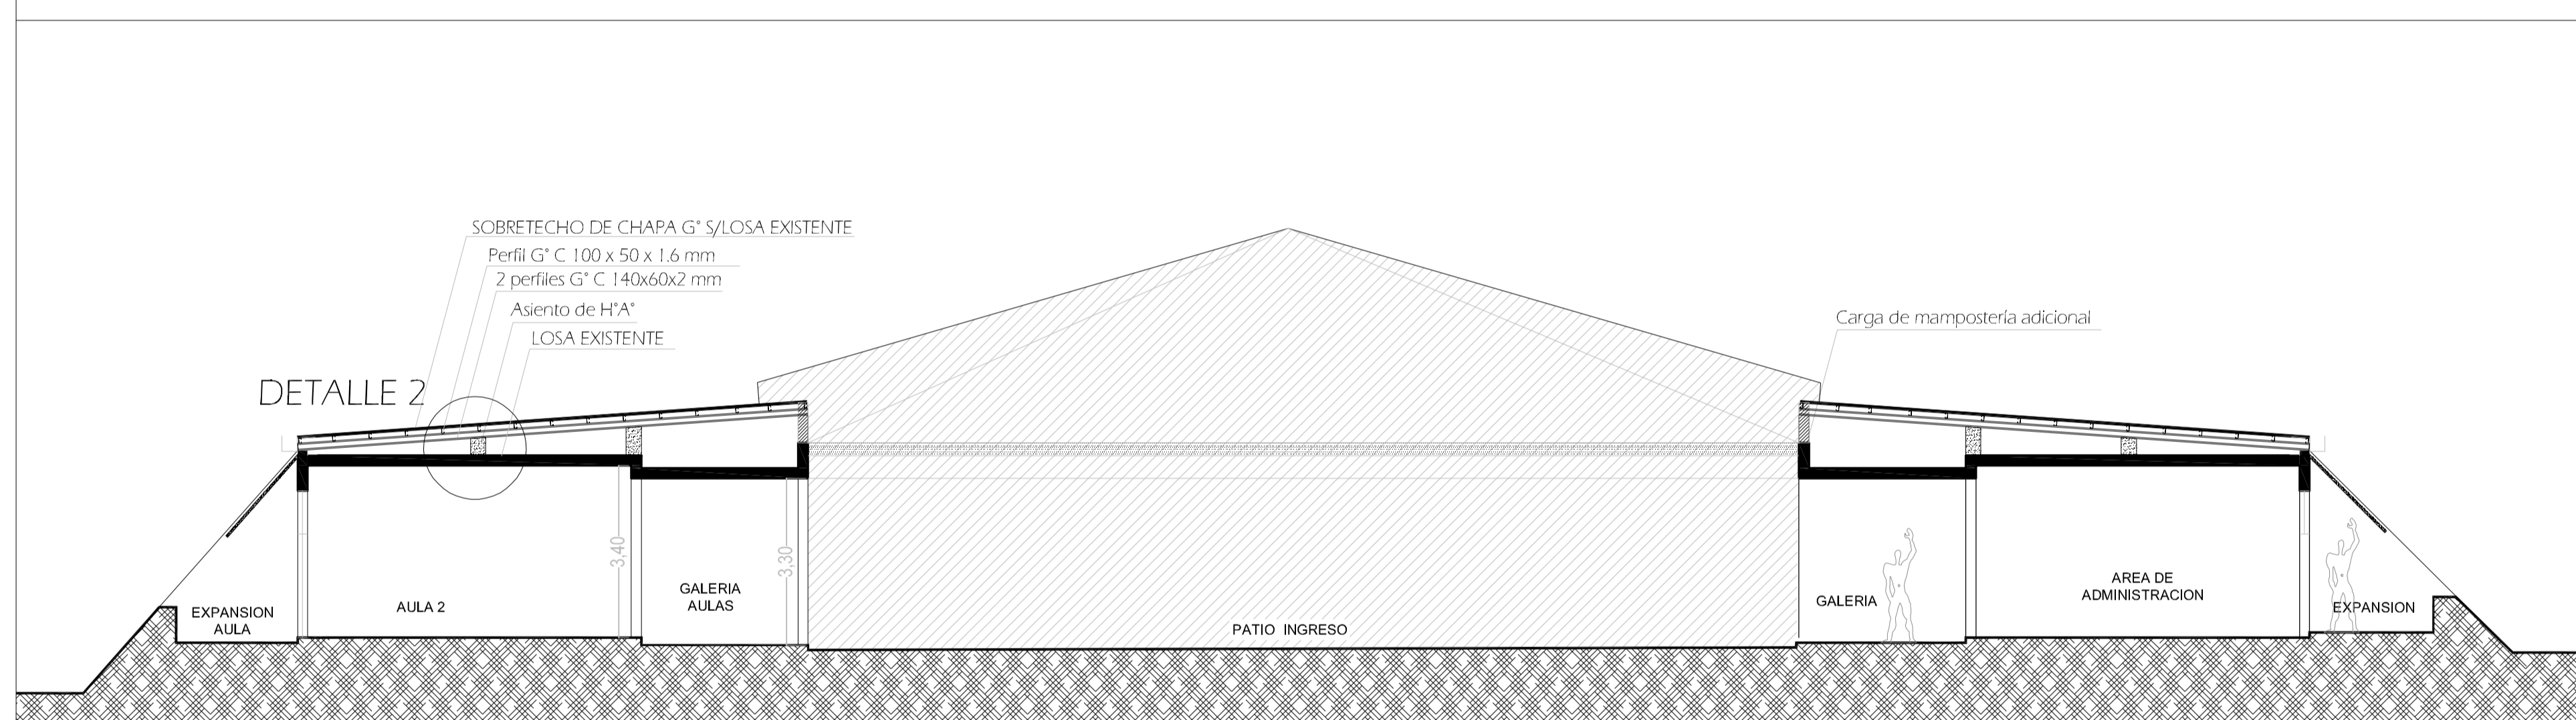 SOBRETECHO DE CHAPA G° S/LOSA EXISTENTE
Perfil G° C 100 x 50 x 1.6 mm
2 perfiles G° C 140x60x2 mm
Asiento de H°A°
LOSA EXISTENTE
Carga de mampostería adicional
DETALLE 2
3,40
3,30
EXPANSION
AULA
AULA 2
GALERIA
AULAS
PATIO INGRESO
GALERIA
AREA DE
ADMINISTRACION
EXPANSION